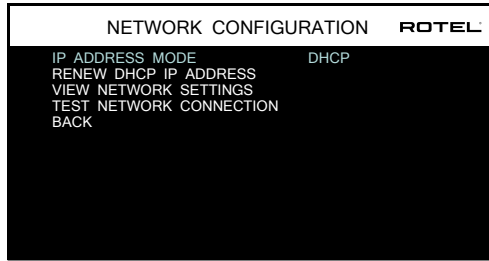 NETWORK CONFIGURATION ROTEL
IP ADDRESS MODE DHCP
RENEW DHCP IP ADDRESS
VIEW NETWORK SETTINGS
TEST NETWORK CONNECTION
BACK